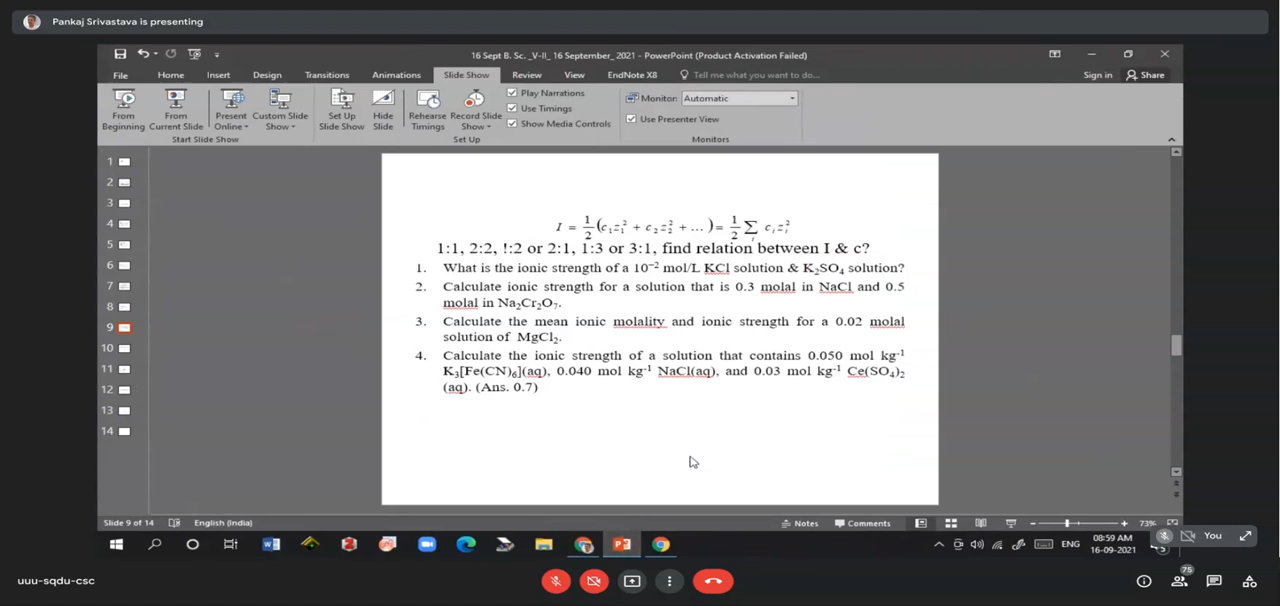 Pankaj Srivastava is presenting
16 Sept B. Sc. _V-II_ 16 September_ 2021 - PowerPoint (Product Activation Failed)
File Home Insert Design Transitions Animations Slide Show Review View EndNote X8 Tell me what you want to do... Sign in Share
From Beginning
From Current Slide
Present Online
Custom Slide Show
Start Slide Show
Set Up Slide Show
Hide Slide
Rehearse Timings
Record Slide Show
Play Narrations
Use Timings
Show Media Controls
Set Up
Monitor: Automatic
Use Presenter View
Monitors
1
2
3
4
5
6
7
8
9
10
11
12
13
14
I = 1/2 (c₁z₁² + c₂z₂² + ...) = 1/2 Σᵢ cᵢzᵢ²
1:1, 2:2, !:2 or 2:1, 1:3 or 3:1, find relation between I & c?
1. What is the ionic strength of a 10⁻² mol/L KCl solution & K₂SO₄ solution?
2. Calculate ionic strength for a solution that is 0.3 molal in NaCl and 0.5
molal in Na₂Cr₂O₇.
3. Calculate the mean ionic molality and ionic strength for a 0.02 molal
solution of MgCl₂.
4. Calculate the ionic strength of a solution that contains 0.050 mol kg⁻¹
K₃[Fe(CN)₆](aq), 0.040 mol kg⁻¹ NaCl(aq), and 0.03 mol kg⁻¹ Ce(SO₄)₂
(aq). (Ans. 0.7)
Slide 9 of 14 English (India) Notes Comments 73%
You
ENG
08:59 AM
16-09-2021
uuu-sqdu-csc
75